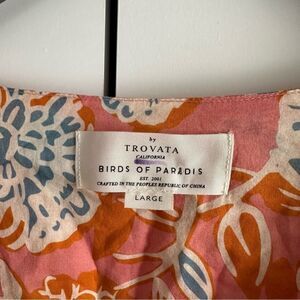 by
TROVATA
CALIFORNIA
BIRDS OF PARADIS
EST. 2001
CRAFTED IN THE PEOPLES REPUBLIC OF CHINA
LARGE